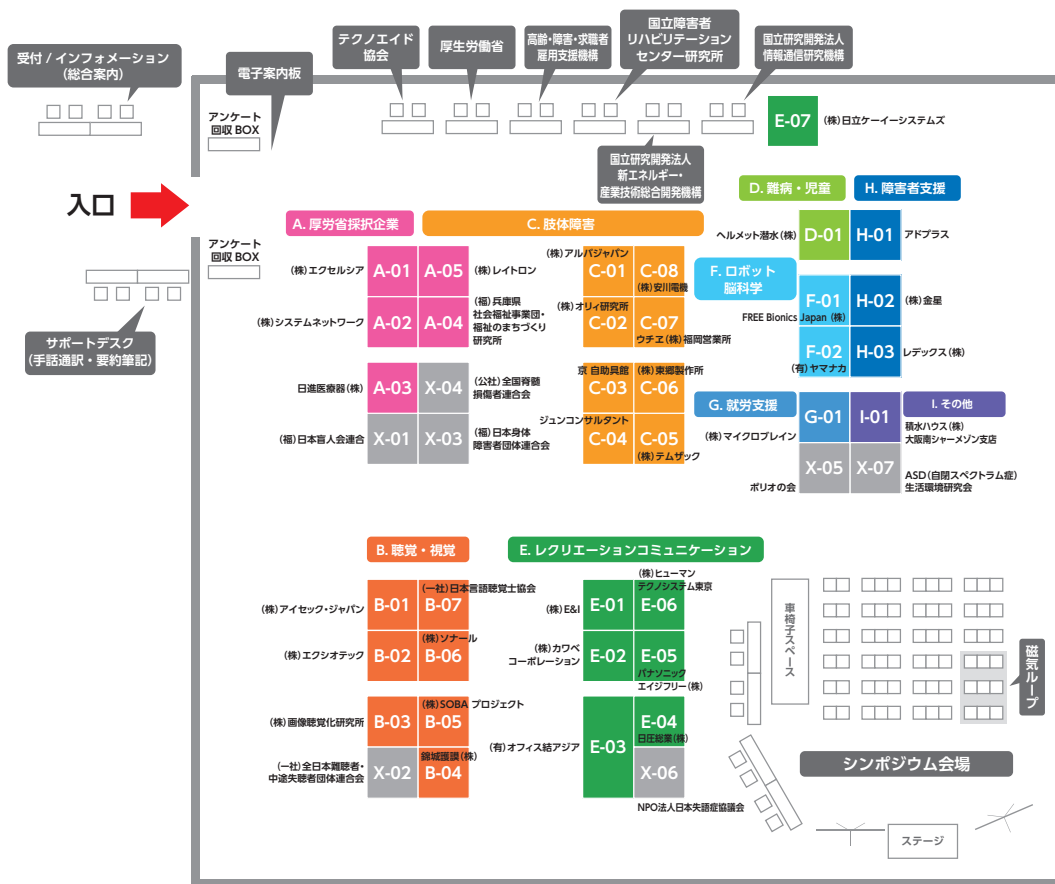 受付 / インフォメーション
(総合案内)
電子案内板
テクノエイド
協会
厚生労働省
高齢・障害・求職者
雇用支援機構
国立障害者
リハビリテーション
センター研究所
国立研究開発法人
情報通信研究機構
アンケート
回収 BOX
E-07
(株)日立ケーイーシステムズ
国立研究開発法人
新エネルギー・
産業技術総合開発機構
入口
D. 難病・児童
H. 障害者支援
A. 厚労省採択企業
C. 肢体障害
アンケート
回収 BOX
(株)エクセルシア
A-01
A-05
(株)レイトロン
(株)アルバジャパン
C-01
C-08
(株)安川電機
ヘルメット潜水(株)
D-01
H-01
アドプラス
F. ロボット
脳科学
(株)システムネットワーク
A-02
A-04
(福)兵庫県
社会福祉事業団・
福祉のまちづくり
研究所
(株)オリィ研究所
C-02
C-07
ウチヱ(株)福岡営業所
F-01
FREE Bionics Japan (株)
H-02
(株)金星
サポートデスク
(手話通訳・要約筆記)
F-02
(有)ヤマナカ
H-03
レデックス(株)
日進医療器(株)
A-03
X-04
(公社)全国脊髄
損傷者連合会
京 自助具館
C-03
(株)東郷製作所
C-06
G. 就労支援
I. その他
(福)日本盲人会連合
X-01
X-03
(福)日本身体
障害者団体連合会
ジュンコンサルタント
C-04
C-05
(株)テムザック
(株)マイクロブレイン
G-01
I-01
積水ハウス(株)
大阪南シャーメゾン支店
ポリオの会
X-05
X-07
ASD(自閉スペクトラム症)
生活環境研究会
B. 聴覚・視覚
E. レクリエーションコミュニケーション
(株)アイセック・ジャパン
B-01
(一社)日本言語聴覚士協会
B-07
(株)E&I
E-01
(株)ヒューマン
テクノシステム東京
E-06
(株)エクシオテック
B-02
(株)ソナール
B-06
(株)カワベ
コーポレーション
E-02
E-05
パナソニック
エイジフリー(株)
車椅子スペース
磁気ループ
(株)画像聴覚化研究所
B-03
(株)SOBA プロジェクト
B-05
(有)オフィス結アジア
E-03
E-04
日圧総業(株)
(一社)全日本難聴者・
中途失聴者団体連合会
X-02
錦城護謨(株)
B-04
X-06
NPO法人日本失語症協議会
シンポジウム会場
ステージ